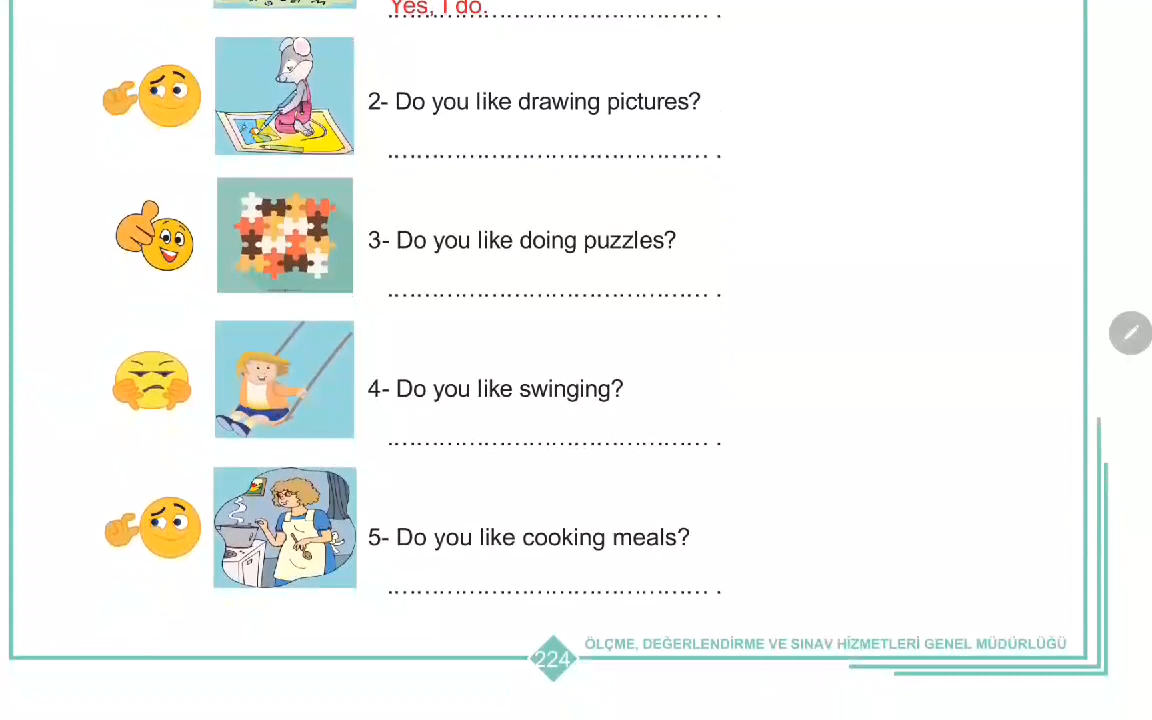 Yes, I do.
2- Do you like drawing pictures?
3- Do you like doing puzzles?
4- Do you like swinging?
5- Do you like cooking meals?
ÖLÇME, DEĞERLENDİRME VE SINAV HİZMETLERİ GENEL MÜDÜRLÜĞÜ
224